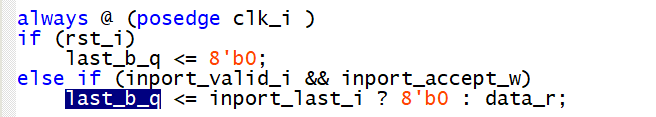 always @ (posedge clk_i )
if (rst_i)
    last_b_q <= 8'b0;
else if (inport_valid_i && inport_accept_w)
    last_b_q <= inport_last_i ? 8'b0 : data_r;